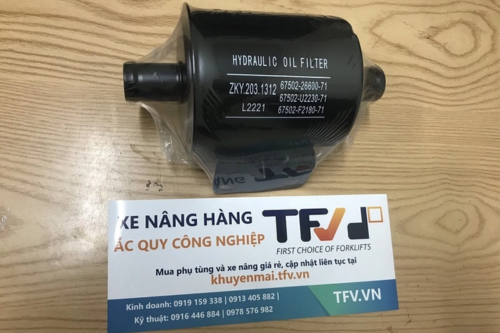 HYDRAULIC OIL FILTER
ZKY.203.1312
L2221
67502-26600-71
67502-U2230-71
67502-F2180-71
XE NÂNG HÀNG
ẮC QUY CÔNG NGHIỆP
TFV
FIRST CHOICE OF FORKLIFTS
Mua phụ tùng và xe nâng giá rẻ, cập nhật liên tục tại
khuyenmai.tfv.vn
Kinh doanh: 0919 159 338 | 0913 405 882 |
Kỹ thuật: 0916 446 884 | 0978 576 982
TFV.VN